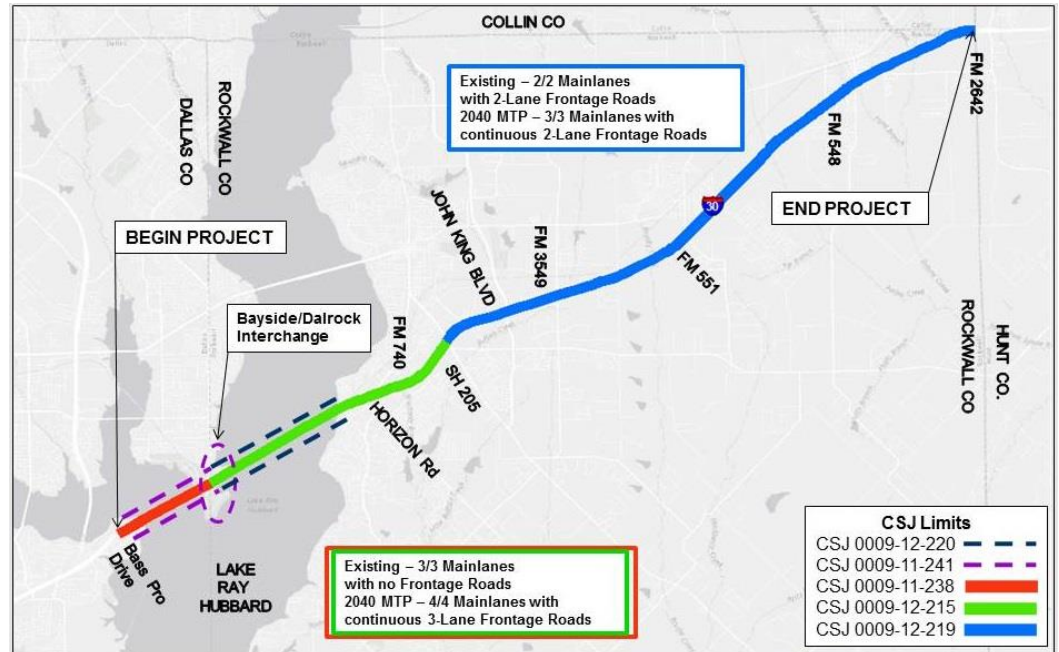 COLLIN CO
Existing – 2/2 Mainlanes
with 2-Lane Frontage Roads
2040 MTP – 3/3 Mainlanes with
continuous 2-Lane Frontage Roads
FM 2642
ROCKWALL CO
DALLAS CO
FM 548
END PROJECT
30
JOHN KING BLVD
FM 3549
FM 551
BEGIN PROJECT
Bayside/Dalrock
Interchange
FM 740
SH 205
HUNT CO.
ROCKWALL CO
HORIZON Rd
Bass Pro
Drive
LAKE
RAY
HUBBARD
Existing – 3/3 Mainlanes
with no Frontage Roads
2040 MTP – 4/4 Mainlanes with
continuous 3-Lane Frontage Roads
CSJ Limits
CSJ 0009-12-220
CSJ 0009-11-241
CSJ 0009-11-238
CSJ 0009-12-215
CSJ 0009-12-219